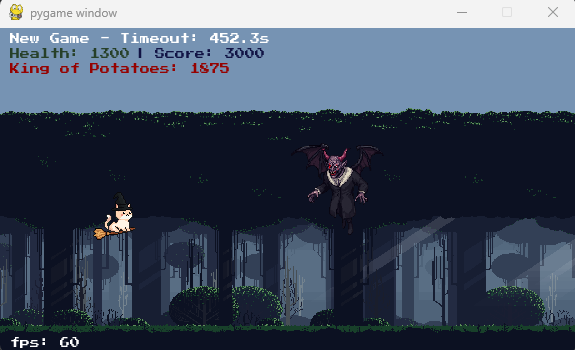 pygame window
New Game - Timeout: 452.3s
Health: 1300 | Score: 3000
King of Potatoes: 1875
fps: 60